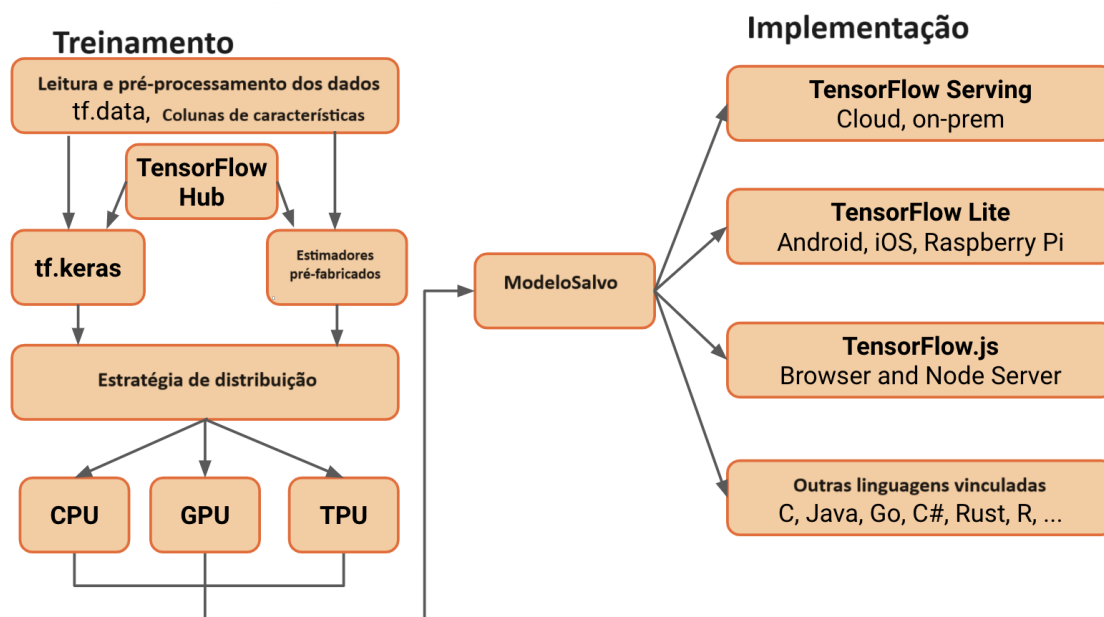 Treinamento
Leitura e pré-processamento dos dados
tf.data, Colunas de características
TensorFlow
Hub
tf.keras
Estimadores
pré-fabricados
Estratégia de distribuição
CPU
GPU
TPU
ModeloSalvo
Implementação
TensorFlow Serving
Cloud, on-prem
TensorFlow Lite
Android, iOS, Raspberry Pi
TensorFlow.js
Browser and Node Server
Outras linguagens vinculadas
C, Java, Go, C#, Rust, R, ...